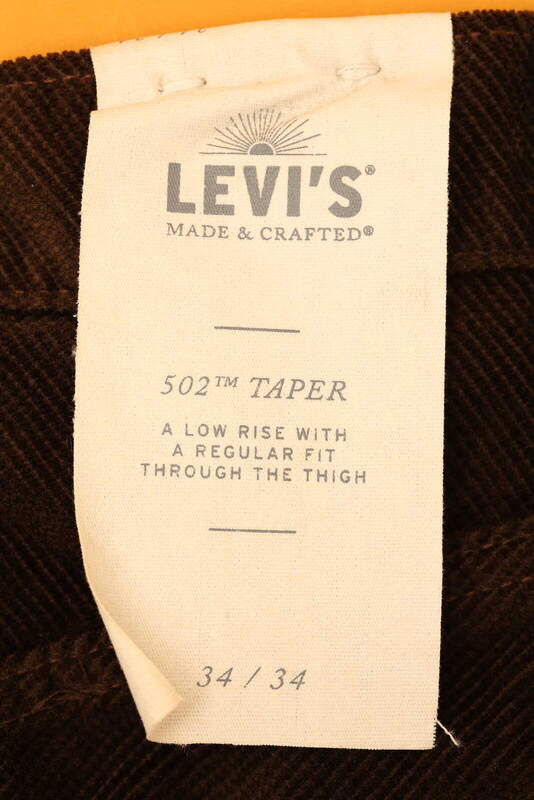 LEVI'S®
MADE & CRAFTED®
502™ TAPER
A LOW RISE WITH
A REGULAR FIT
THROUGH THE THIGH
34 / 34